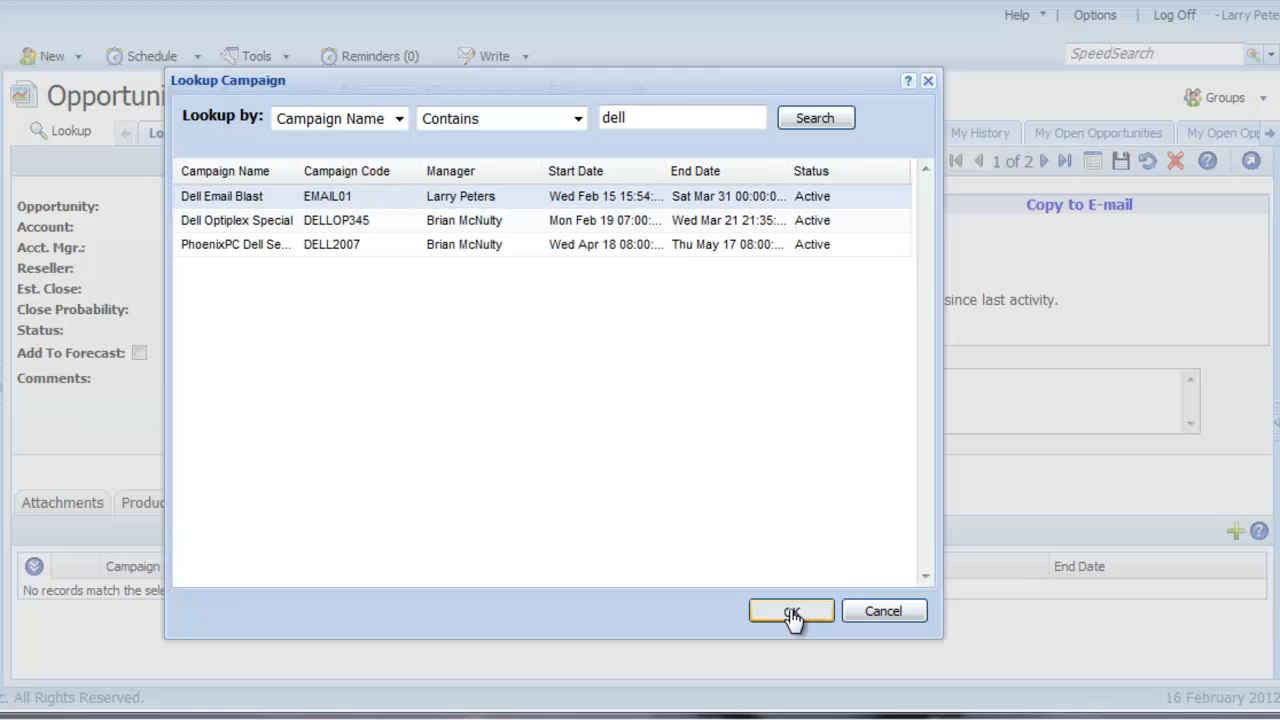 Help | Options | Log Off - Larry Pete
New Schedule Tools Reminders (0) Write SpeedSearch
Lookup Campaign ?
Opportuni Groups
Lookup by: Campaign Name Contains dell Search
Lookup Lo My History My Open Opportunities My Open Opp
1 of 2
Campaign Name Campaign Code Manager Start Date End Date Status
Dell Email Blast EMAIL01 Larry Peters Wed Feb 15 15:54:... Sat Mar 31 00:00:0... Active
Dell Optiplex Special DELLOP345 Brian McNulty Mon Feb 19 07:00:... Wed Mar 21 21:35:... Active
PhoenixPC Dell Se... DELL2007 Brian McNulty Wed Apr 18 08:00:... Thu May 17 08:00:... Active
Copy to E-mail
Opportunity:
Account:
Acct. Mgr.:
Reseller:
Est. Close:
since last activity.
Close Probability:
Status:
Add To Forecast:
Comments:
Attachments Produc
Campaign End Date
No records match the sele
OK Cancel
c. All Rights Reserved. 16 February 2012